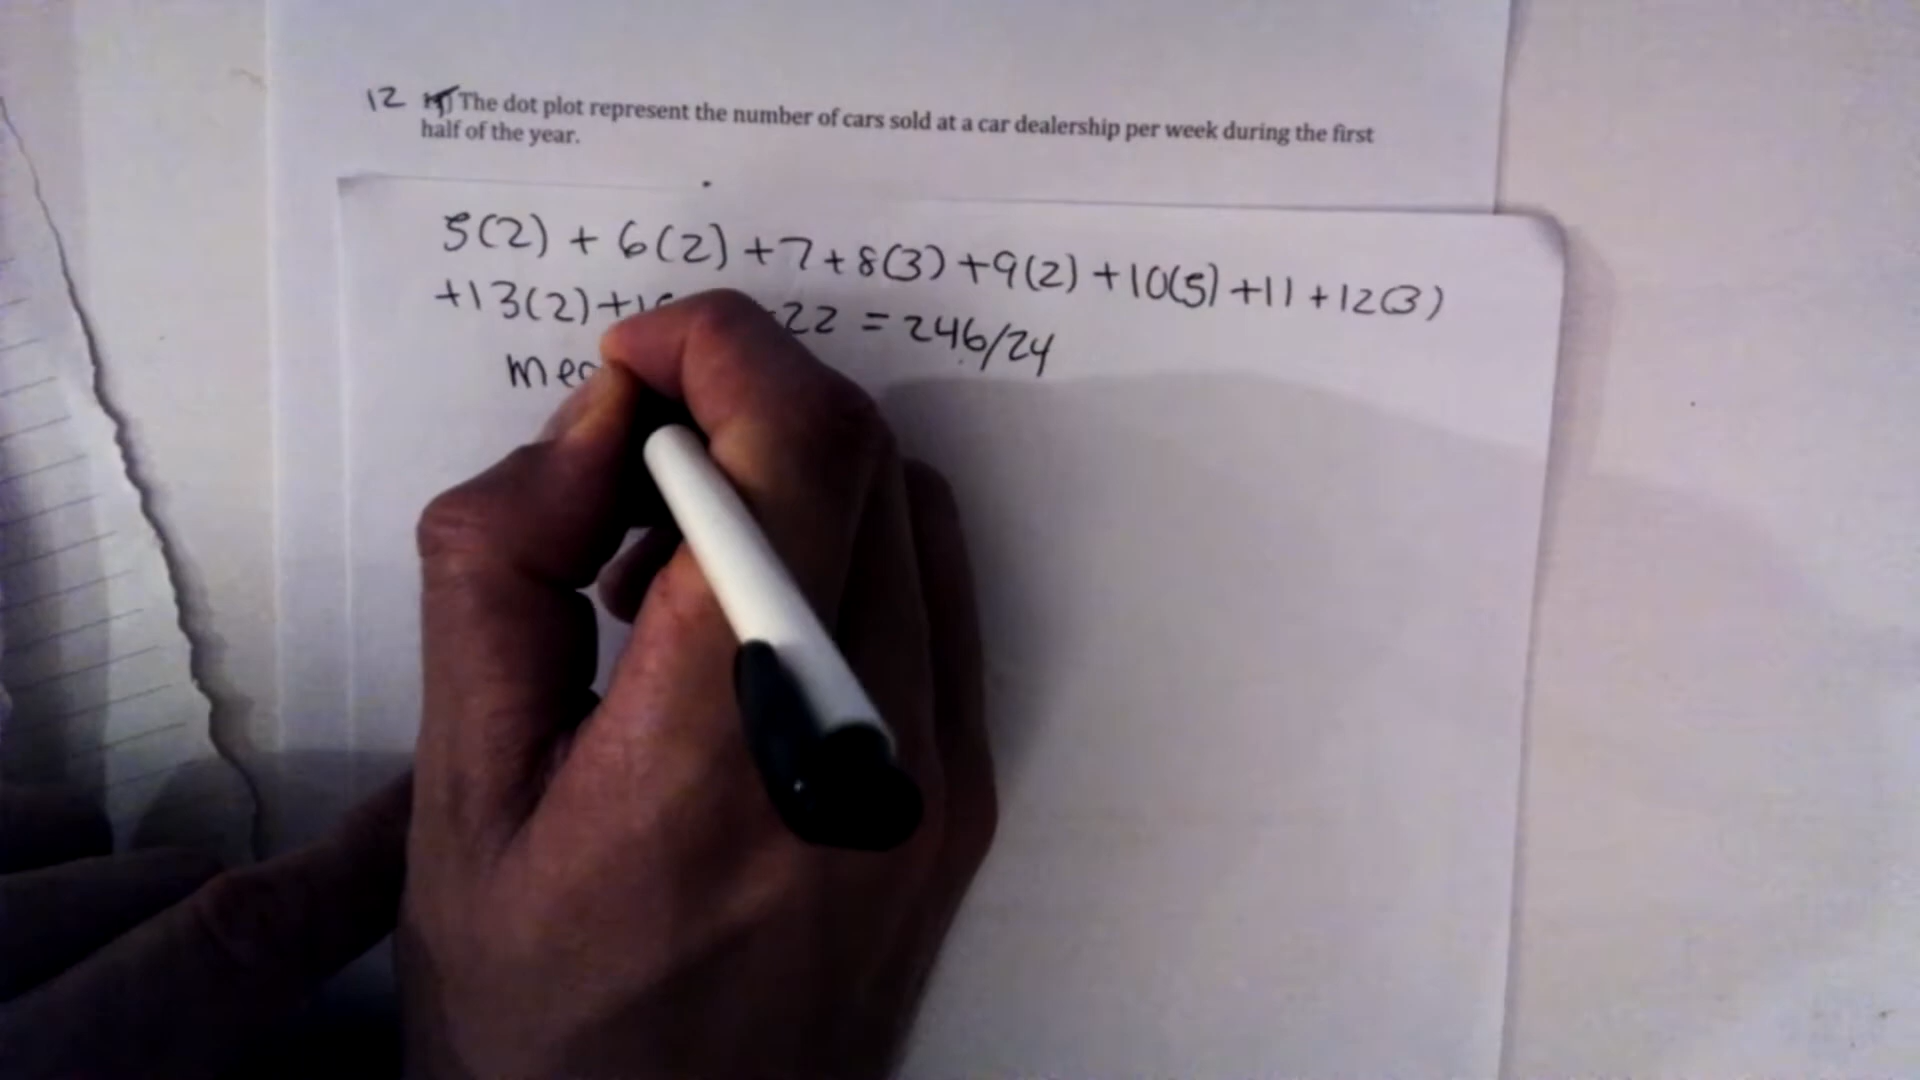 12 The dot plot represent the number of cars sold at a car dealership per week during the first
half of the year.
5(2) + 6(2) +7+8(3) +9(2) +10(5) +11 +12(3)
+13(2)+ 22 = 246/24